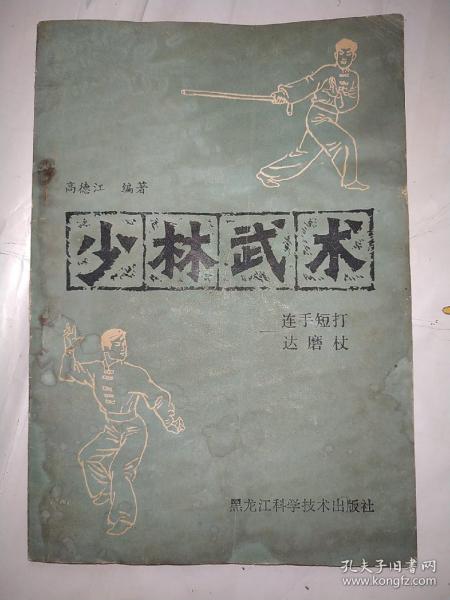 高德江 编著
少林武术
——连手短打
达磨杖
黑龙江科学技术出版社
孔夫子旧书网
www.kongfz.com